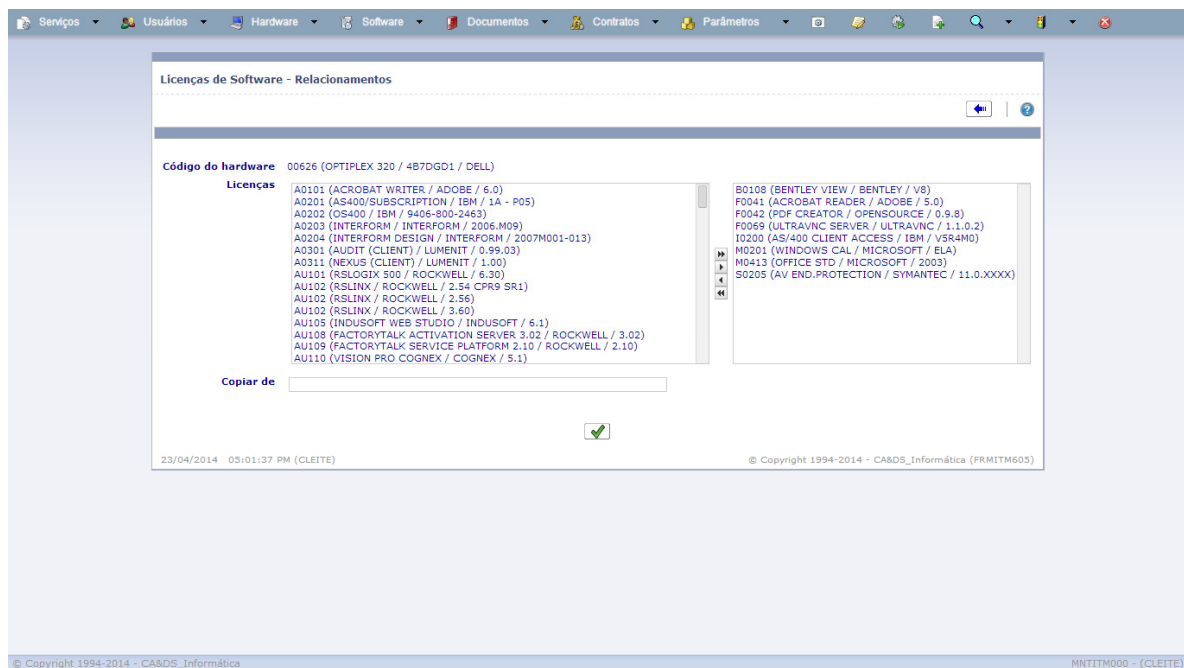 Serviços Usuários Hardware Software Documentos Contratos Parâmetros
Licenças de Software - Relacionamentos
Código do hardware 00626 (OPTIPLEX 320 / 4B7DGD1 / DELL)
Licenças
A0101 (ACROBAT WRITER / ADOBE / 6.0)
A0201 (AS400/SUBSCRIPTION / IBM / 1A - P05)
A0202 (OS400 / IBM / 9406-800-2463)
A0203 (INTERFORM / INTERFORM / 2006.M09)
A0204 (INTERFORM DESIGN / INTERFORM / 2007M001-013)
A0301 (AUDIT (CLIENT) / LUMENIT / 0.99.03)
A0311 (NEXUS (CLIENT) / LUMENIT / 1.00)
AU101 (RSLOGIX 500 / ROCKWELL / 6.30)
AU102 (RSLINX / ROCKWELL / 2.54 CPR9 SR1)
AU102 (RSLINX / ROCKWELL / 2.56)
AU102 (RSLINX / ROCKWELL / 3.60)
AU105 (INDUSOFT WEB STUDIO / INDUSOFT / 6.1)
AU108 (FACTORYTALK ACTIVATION SERVER 3.02 / ROCKWELL / 3.02)
AU109 (FACTORYTALK SERVICE PLATFORM 2.10 / ROCKWELL / 2.10)
AU110 (VISION PRO COGNEX / COGNEX / 5.1)
B0108 (BENTLEY VIEW / BENTLEY / V8)
F0041 (ACROBAT READER / ADOBE / 5.0)
F0042 (PDF CREATOR / OPENSOURCE / 0.9.8)
F0069 (ULTRAVNC SERVER / ULTRAVNC / 1.1.0.2)
I0200 (AS/400 CLIENT ACCESS / IBM / V5R4M0)
M0201 (WINDOWS CAL / MICROSOFT / ELA)
M0413 (OFFICE STD / MICROSOFT / 2003)
S0205 (AV END.PROTECTION / SYMANTEC / 11.0.XXXX)
Copiar de
23/04/2014 05:01:37 PM (CLEITE)
© Copyright 1994-2014 - CA&DS_Informática (FRMITM605)
© Copyright 1994-2014 - CA&DS_Informática
MNTITM000 - (CLEITE)